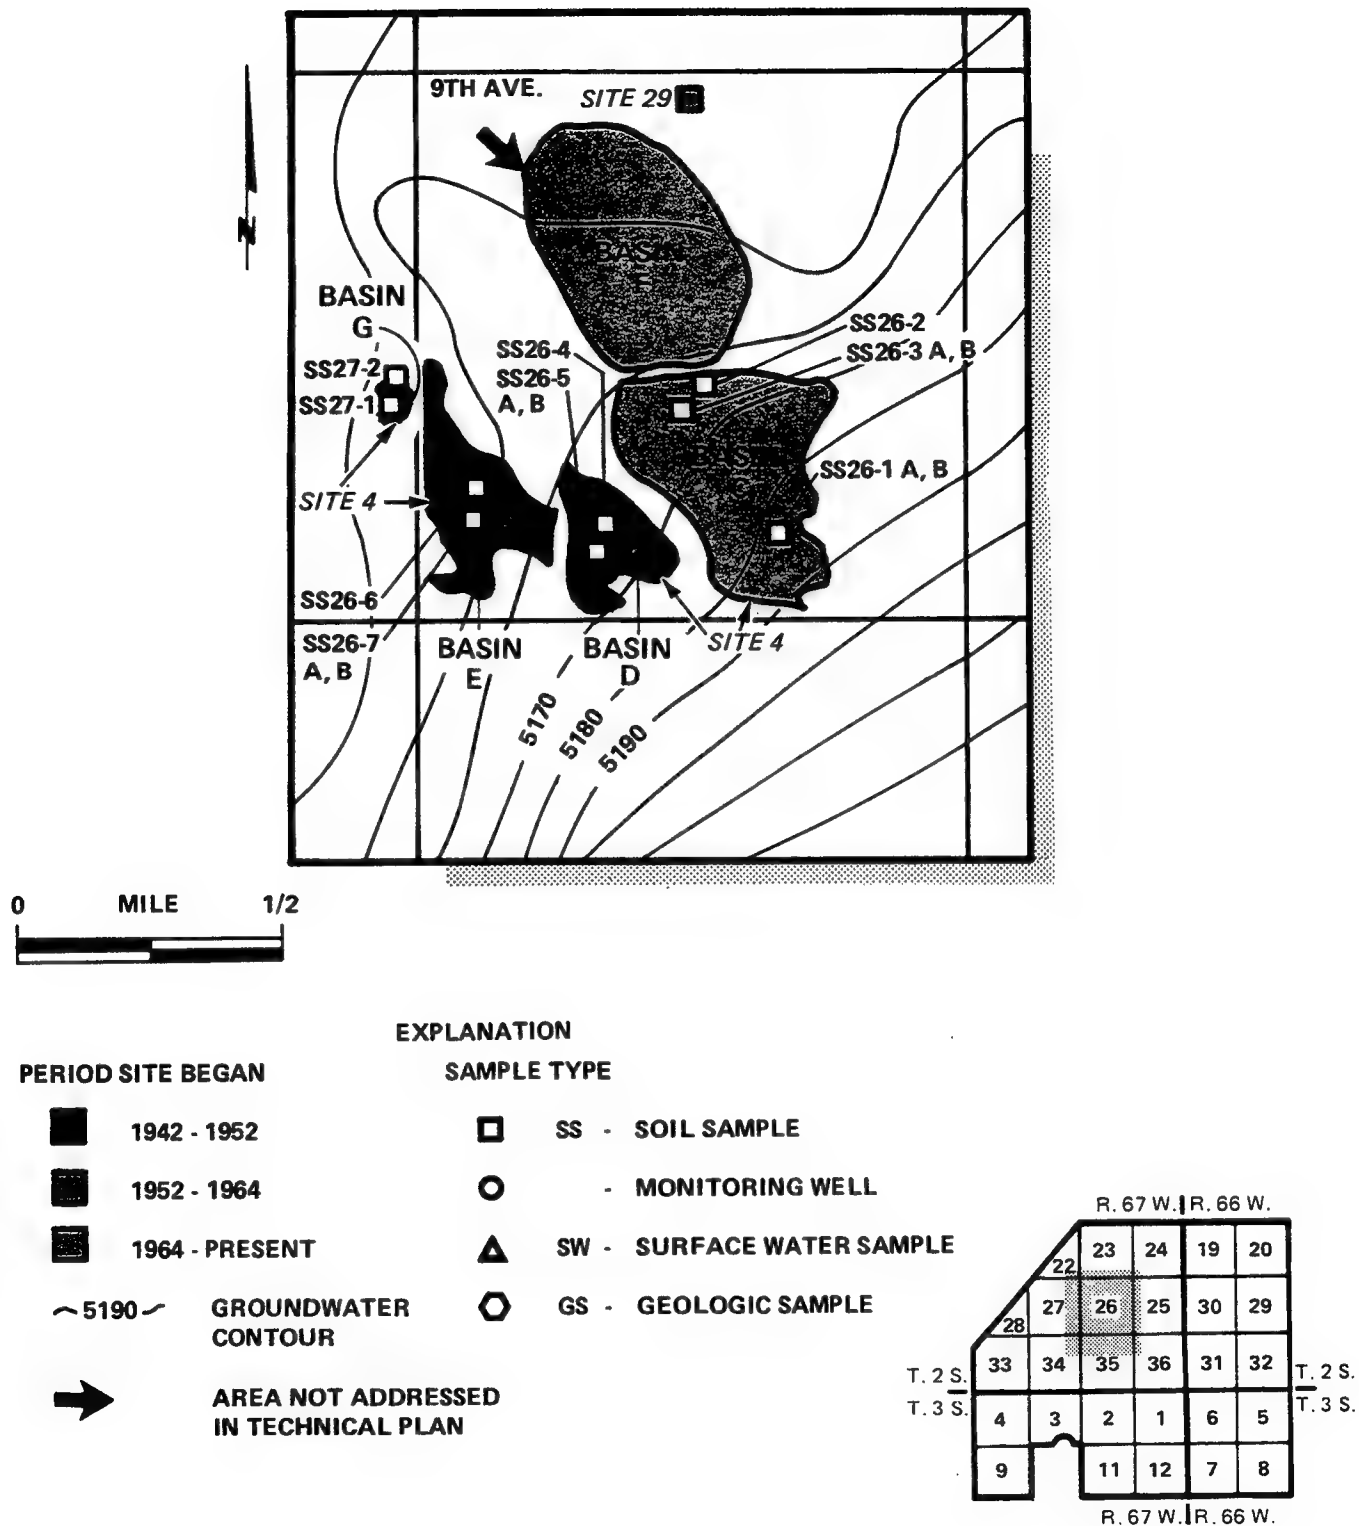 9TH AVE.
SITE 29
N
BASIN
F
BASIN
G
SS26-2
SS26-3 A, B
SS26-4
SS26-5
A, B
SS27-2
SS27-1
SS26-1 A, B
SITE 4
SS26-6
SS26-7
A, B
BASIN
E
BASIN
D
SITE 4
5170
5180
5190
0 MILE 1/2
EXPLANATION
PERIOD SITE BEGAN
1942 - 1952
1952 - 1964
1964 - PRESENT
5190
GROUNDWATER
CONTOUR
AREA NOT ADDRESSED
IN TECHNICAL PLAN
SAMPLE TYPE
SS - SOIL SAMPLE
- MONITORING WELL
SW - SURFACE WATER SAMPLE
GS - GEOLOGIC SAMPLE
R. 67 W. R. 66 W.
22 23 24 19 20
28 27 26 25 30 29
33 34 35 36 31 32
T. 2 S. T. 2 S.
T. 3 S. T. 3 S.
4 3 2 1 6 5
9 11 12 7 8
R. 67 W. R. 66 W.